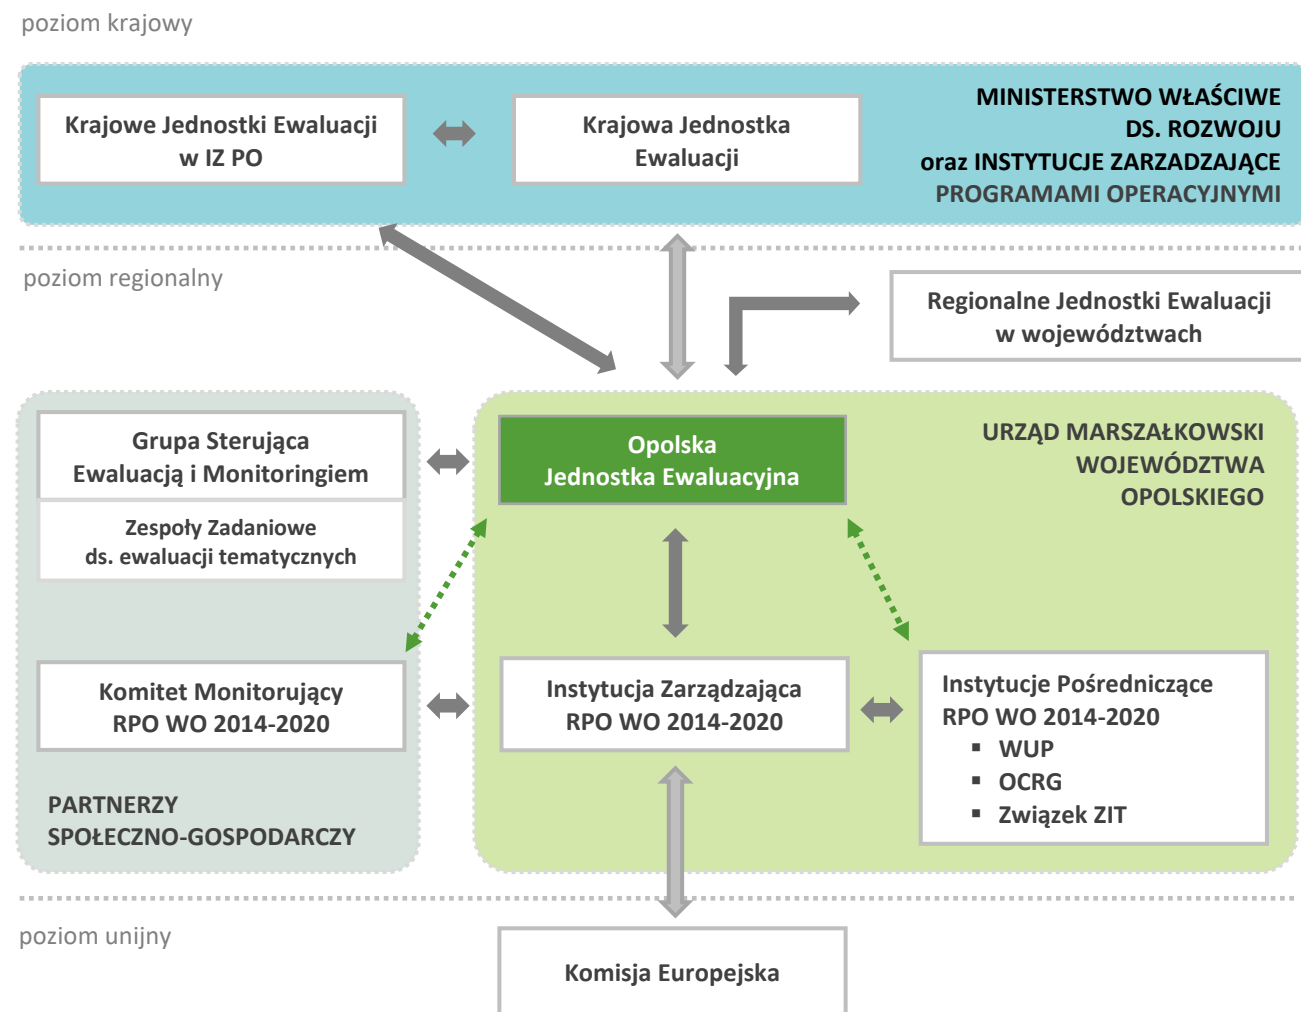 poziom krajowy
Krajowe Jednostki Ewaluacji
w IZ PO
Krajowa Jednostka
Ewaluacji
MINISTERSTWO WŁAŚCIWE
DS. ROZWOJU
oraz INSTYTUCJE ZARZADZAJĄCE
PROGRAMAMI OPERACYJNYMI
poziom regionalny
Regionalne Jednostki Ewaluacji
w województwach
Grupa Sterująca
Ewaluacją i Monitoringiem
Zespoły Zadaniowe
ds. ewaluacji tematycznych
Opolska
Jednostka Ewaluacyjna
URZĄD MARSZAŁKOWSKI
WOJEWÓDZTWA
OPOLSKIEGO
Komitet Monitorujący
RPO WO 2014-2020
Instytucja Zarządzająca
RPO WO 2014-2020
Instytucje Pośredniczące
RPO WO 2014-2020
▪ WUP
▪ OCRG
▪ Związek ZIT
PARTNERZY
SPOŁECZNO-GOSPODARCZY
poziom unijny
Komisja Europejska